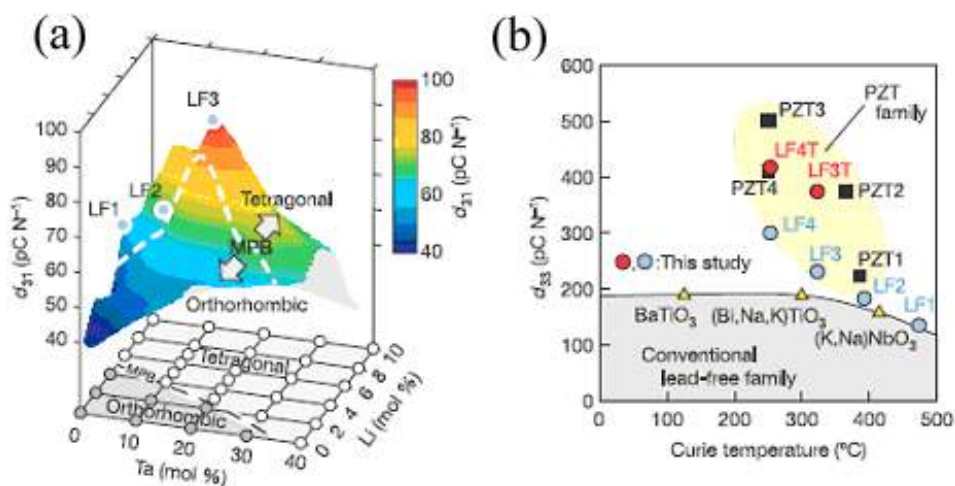 (a)
LF3
LF2
LF1
Tetragonal
MPB
Orthorhombic
d31 (pC N−1)
100
90
80
70
60
50
40
100
80
60
40
d31 (pC N−1)
Tetragonal
MPB
Orthorhombic
0
10
20
30
40
Ta (mol %)
0
2
4
6
8
10
Li (mol %)
(b)
600
500
400
300
200
100
0
d33 (pC N−1)
PZT3
PZT
family
LF4T
LF3T
PZT4
PZT2
LF4
LF3
PZT1
LF2
LF1
, :This study
BaTiO3
(Bi,Na,K)TiO3
(K,Na)NbO3
Conventional
lead-free family
0
100
200
300
400
500
Curie temperature (°C)